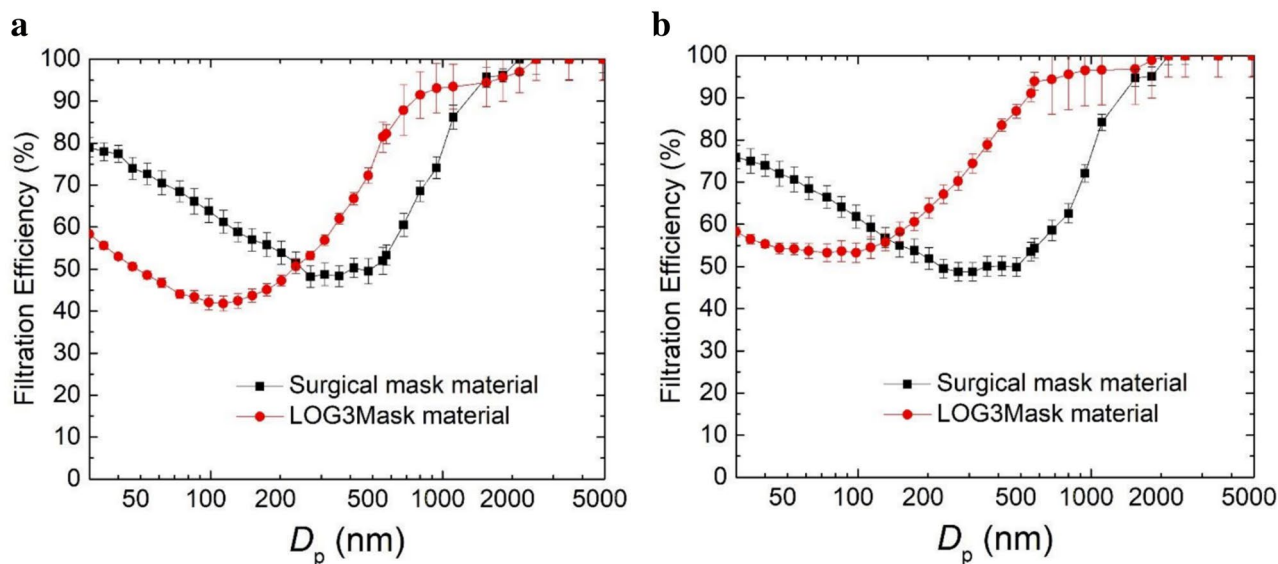 a
100
90
80
70
60
50
40
30
20
10
0
Filtration Efficiency (%)
Surgical mask material
LOG3Mask material
50 100 200 500 1000 2000 5000
Dp (nm)
b
100
90
80
70
60
50
40
30
20
10
0
Filtration Efficiency (%)
Surgical mask material
LOG3Mask material
50 100 200 500 1000 2000 5000
Dp (nm)